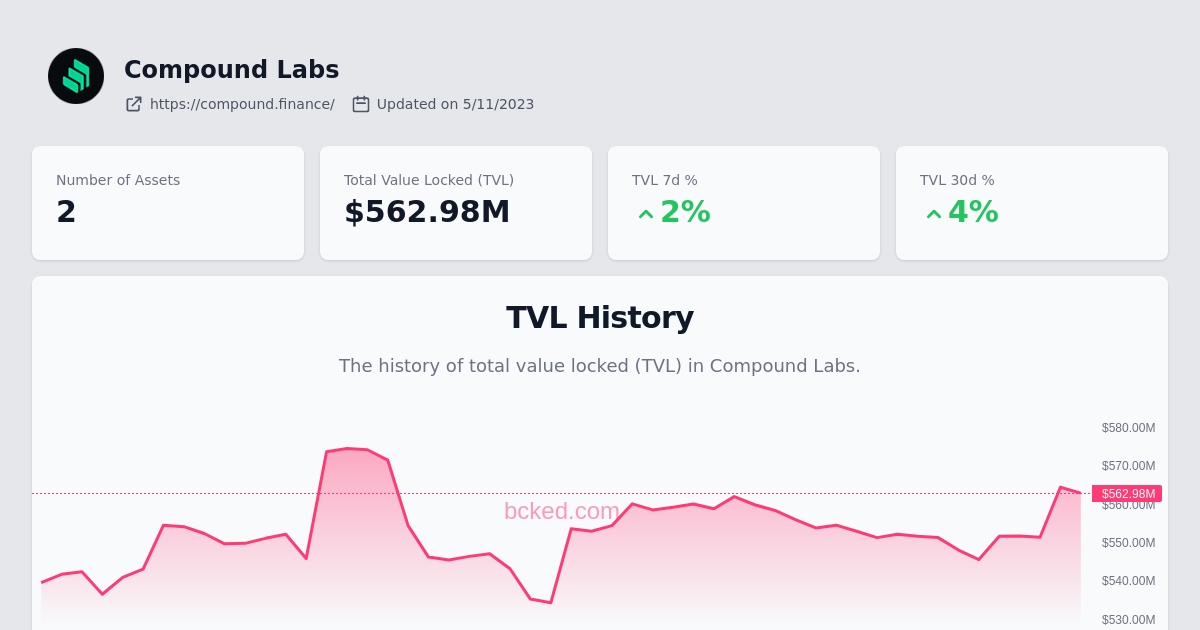 Compound Labs
https://compound.finance/ Updated on 5/11/2023
Number of Assets
2
Total Value Locked (TVL)
$562.98M
TVL 7d %
2%
TVL 30d %
4%
TVL History
The history of total value locked (TVL) in Compound Labs.
$580.00M
$570.00M
$562.98M
$560.00M
bcked.com
$550.00M
$540.00M
$530.00M